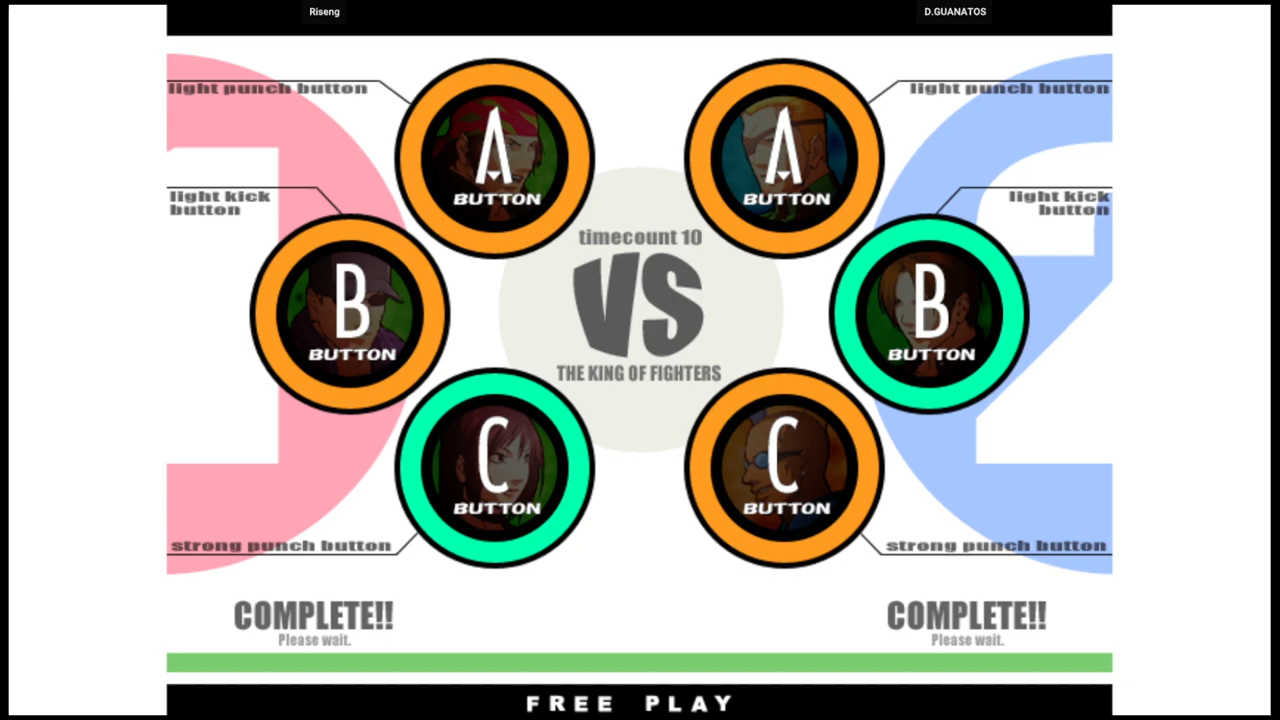 Riseng
D.GUANATOS
light punch button
light punch button
A
BUTTON
A
BUTTON
light kick
button
light kick
button
timecount 10
VS
THE KING OF FIGHTERS
B
BUTTON
B
BUTTON
C
BUTTON
C
BUTTON
strong punch button
strong punch button
COMPLETE!!
Please wait.
COMPLETE!!
Please wait.
FREE PLAY